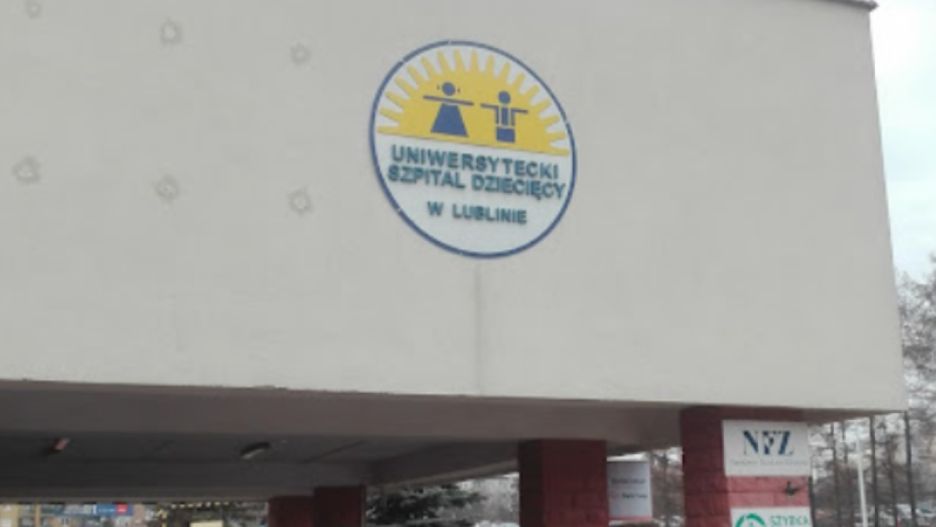 UNIWERSYTECKI
SZPITAL DZIECIĘCY
W LUBLINIE
NFZ